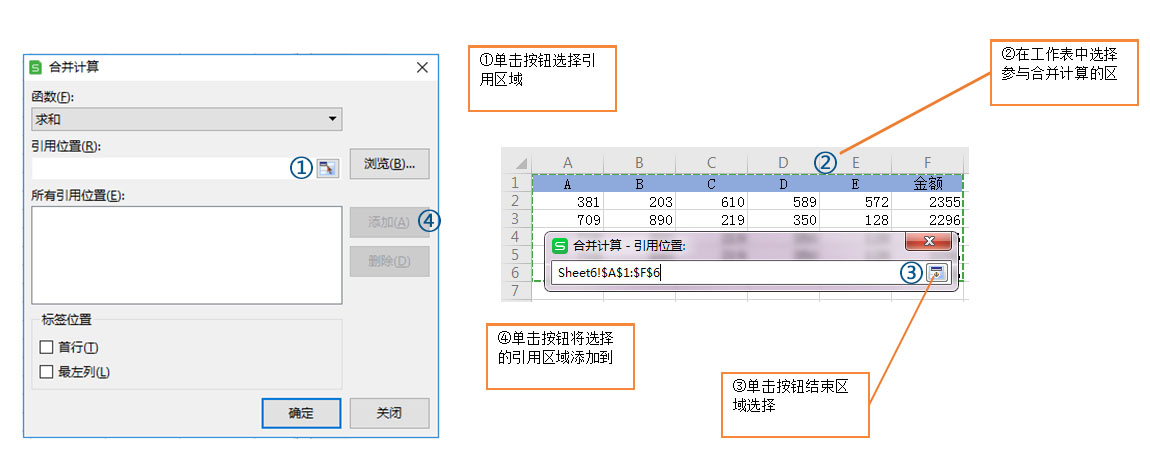 合并计算
函数(F):
求和
引用位置(R):
①
浏览(B)...
所有引用位置(E):
添加(A) ④
删除(D)
标签位置
首行(T)
最左列(L)
确定 关闭
①单击按钮选择引
用区域
②在工作表中选择
参与合并计算的区
A B C D ② E F
1 A B C D E 金额
2 381 203 610 589 572 2355
3 709 890 219 350 128 2296
4
5
6
7
合并计算 - 引用位置:
Sheet6!$A$1:$F$6 ③
④单击按钮将选择
的引用区域添加到
③单击按钮结束区
域选择